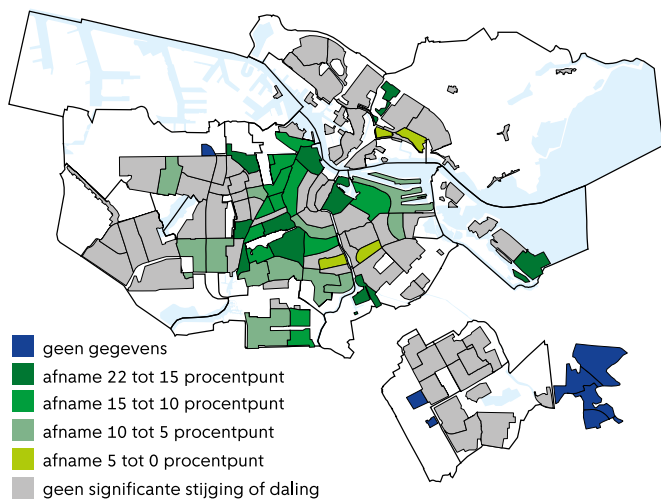 geen gegevens
afname 22 tot 15 procentpunt
afname 15 tot 10 procentpunt
afname 10 tot 5 procentpunt
afname 5 tot 0 procentpunt
geen significante stijging of daling